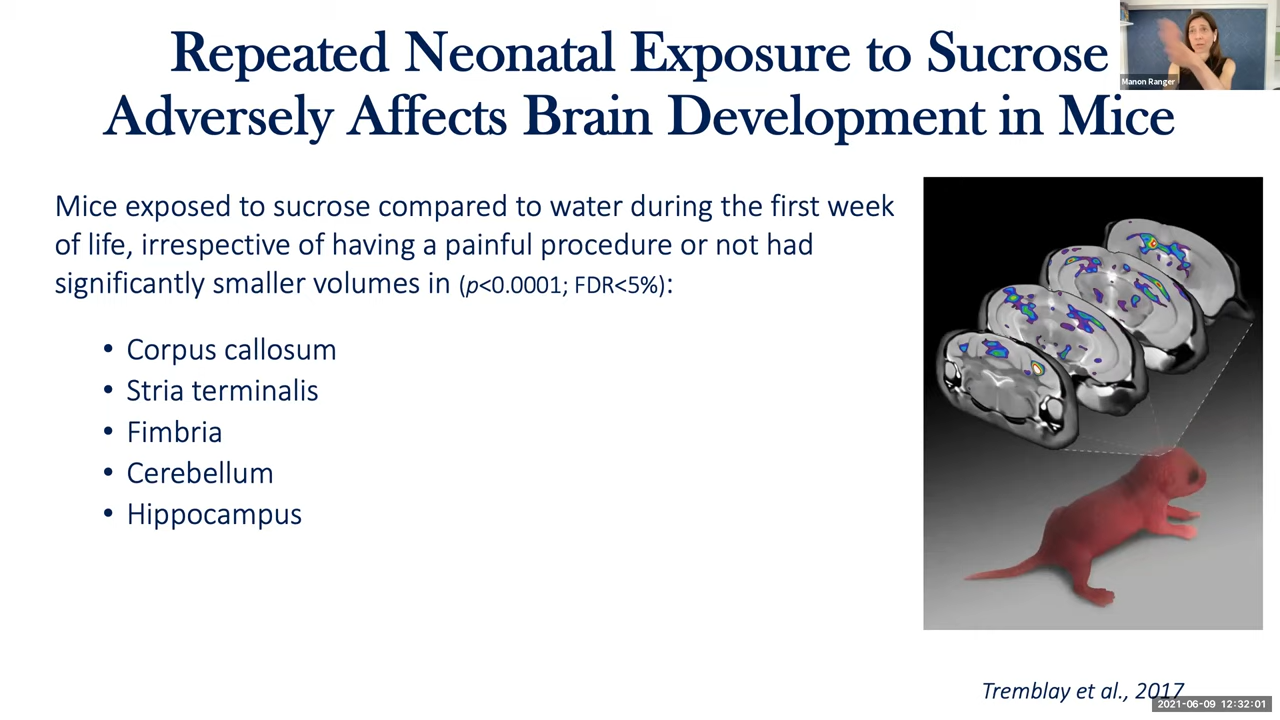 Repeated Neonatal Exposure to Sucrose
Adversely Affects Brain Development in Mice
Manon Ranger
Mice exposed to sucrose compared to water during the first week
of life, irrespective of having a painful procedure or not had
significantly smaller volumes in (p<0.0001; FDR<5%):
• Corpus callosum
• Stria terminalis
• Fimbria
• Cerebellum
• Hippocampus
Tremblay et al., 2017
2021-06-09 12:32:01